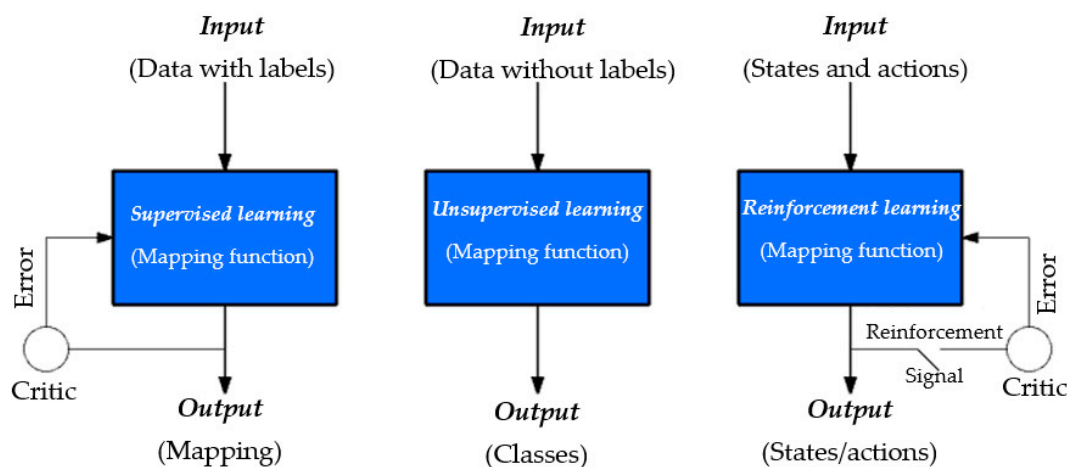 Input
(Data with labels)
Supervised learning
(Mapping function)
Error
Critic
Output
(Mapping)
Input
(Data without labels)
Unsupervised learning
(Mapping function)
Output
(Classes)
Input
(States and actions)
Reinforcement learning
(Mapping function)
Error
Reinforcement
Signal
Critic
Output
(States/actions)